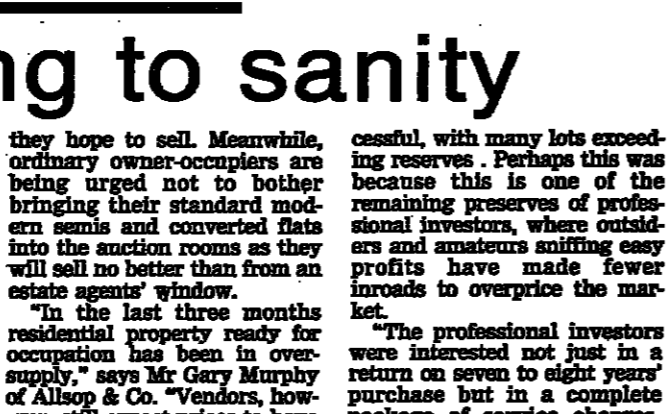 ng to sanity
they hope to sell. Meanwhile,
ordinary owner-occupiers are
being urged not to bother
bringing their standard mod-
ern semis and converted flats
into the auction rooms as they
will sell no better than from an
estate agents' window.
"In the last three months
residential property ready for
occupation has been in over-
supply," says Mr Gary Murphy
of Allsop & Co. "Vendors, how-
cessful, with many lots exceed-
ing reserves . Perhaps this was
because this is one of the
remaining preserves of profes-
sional investors, where outsid-
ers and amateurs sniffing easy
profits have made fewer
inroads to overprice the mar-
ket.
"The professional investors
were interested not just in a
return on seven to eight years'
purchase but in a complete